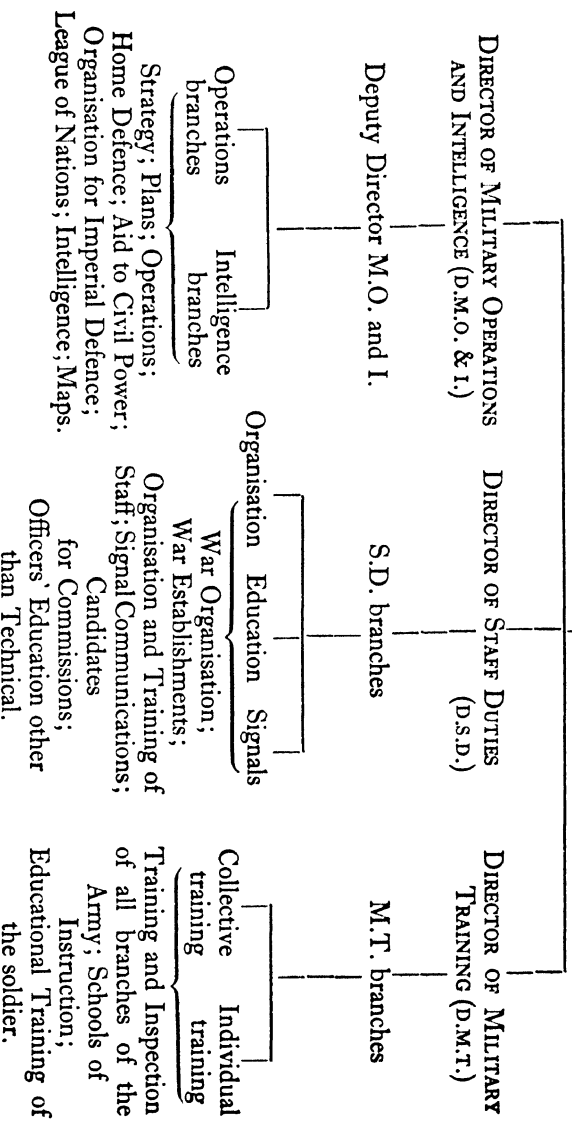 DIRECTOR OF MILITARY OPERATIONS
AND INTELLIGENCE (D.M.O. & I.)
Deputy Director M.O. and I.
Operations
branches
Intelligence
branches
Strategy; Plans; Operations;
Home Defence; Aid to Civil Power;
Organisation for Imperial Defence;
League of Nations; Intelligence; Maps.
DIRECTOR OF STAFF DUTIES
(D.S.D.)
S.D. branches
Organisation Education Signals
War Organisation;
War Establishments;
Organisation and Training of
Staff; Signal Communications;
Candidates
for Commissions;
Officers' Education other
than Technical.
DIRECTOR OF MILITARY
TRAINING (D.M.T.)
M.T. branches
Collective
training
Individual
training
Training and Inspection
of all branches of the
Army; Schools of
Instruction;
Educational Training of
the soldier.